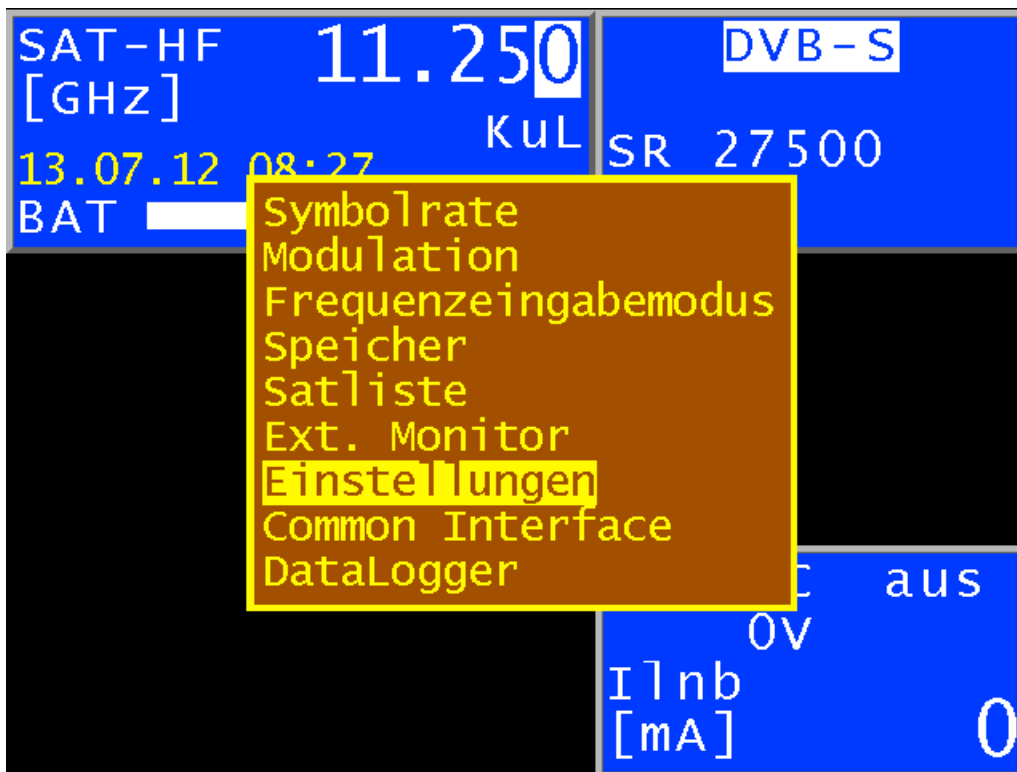 SAT-HF 11.250
[GHz]
KuL
13.07.12 08:27
BAT
DVB-S
SR 27500
Symbolrate
Modulation
Frequenzeingabemodus
Speicher
Satliste
Ext. Monitor
Einstellungen
Common Interface
DataLogger
C aus
0V
Ilnb
[mA] 0